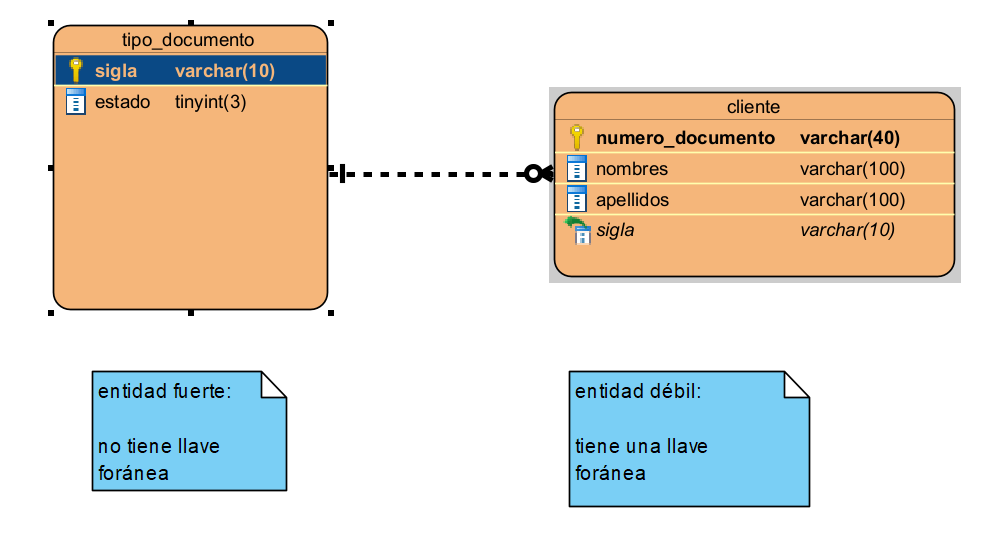 tipo_documento
sigla varchar(10)
estado tinyint(3)
cliente
numero_documento varchar(40)
nombres varchar(100)
apellidos varchar(100)
sigla varchar(10)
entidad fuerte:
no tiene llave
foránea
entidad débil:
tiene una llave
foránea